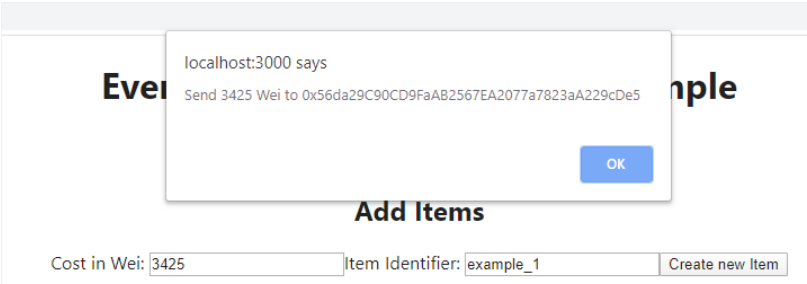 localhost:3000 says
Send 3425 Wei to 0x56da29C90CD9FaAB2567EA2077a7823aA229cDe5
OK
Add Items
Cost in Wei: 3425 Item Identifier: example_1 Create new Item